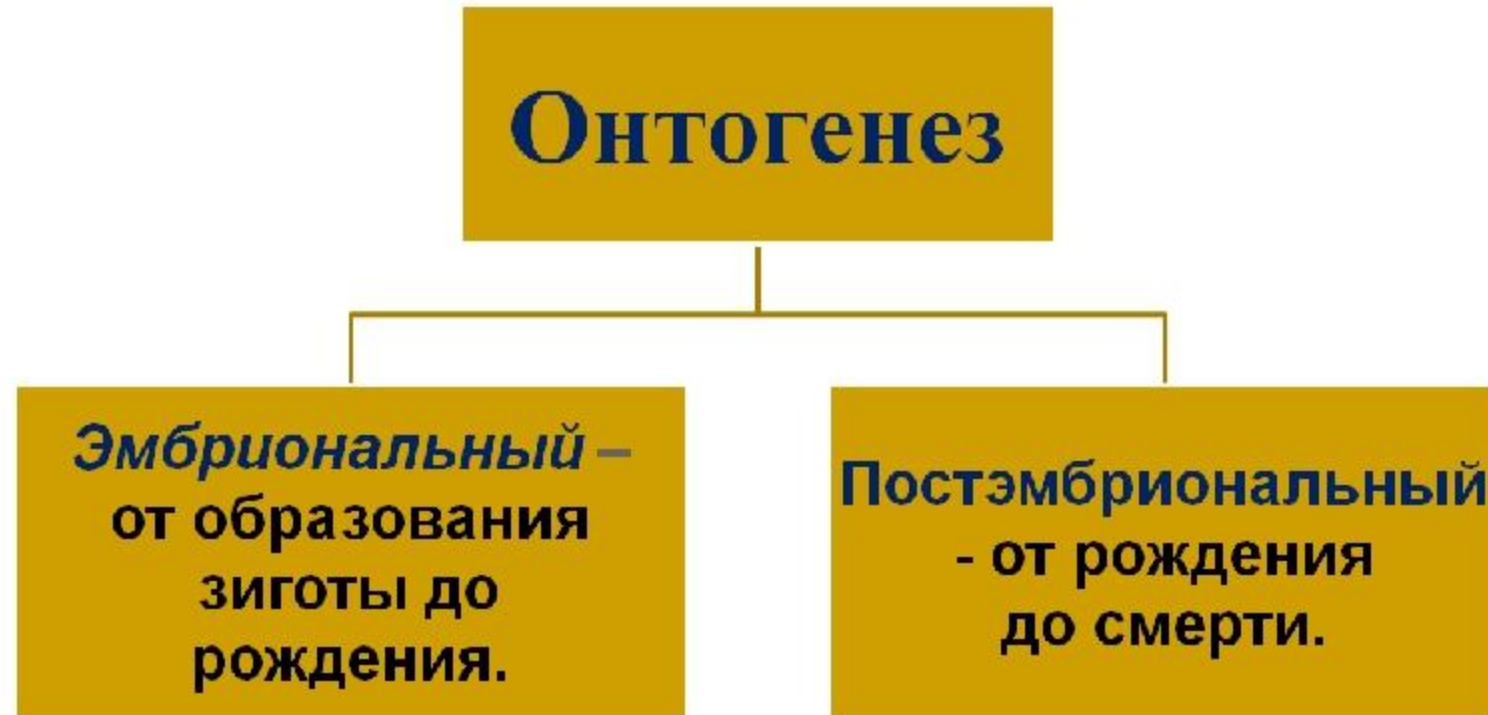 Онтогенез
Эмбриональный –
от образования
зиготы до
рождения.
Постэмбриональный
- от рождения
до смерти.